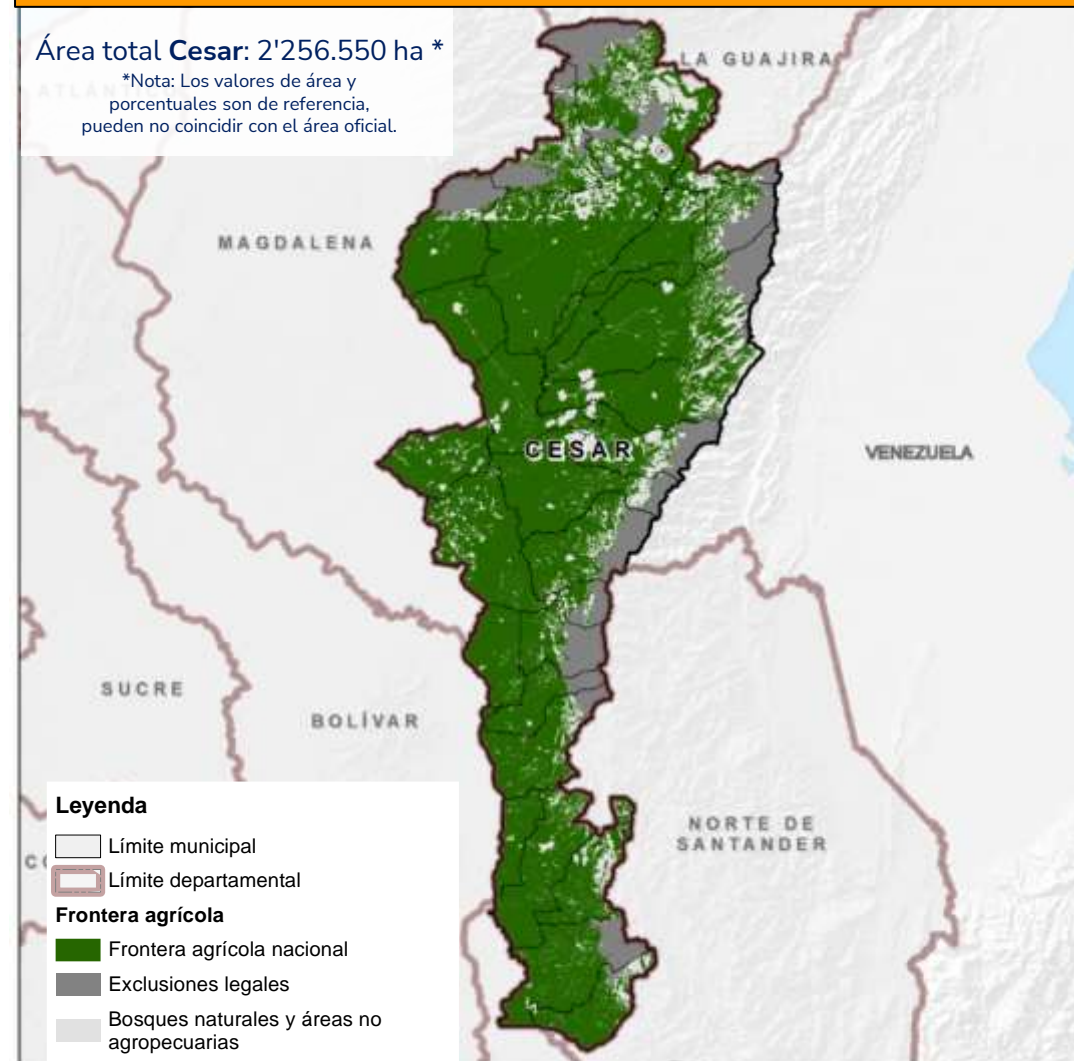 Área total Cesar: 2'256.550 ha *
*Nota: Los valores de área y
porcentuales son de referencia,
pueden no coincidir con el área oficial.
LA GUAJIRA
MAGDALENA
CESAR
VENEZUELA
SUCRE
BOLÍVAR
NORTE DE
SANTANDER
Leyenda
Límite municipal
Límite departamental
Frontera agrícola
Frontera agrícola nacional
Exclusiones legales
Bosques naturales y áreas no
agropecuarias